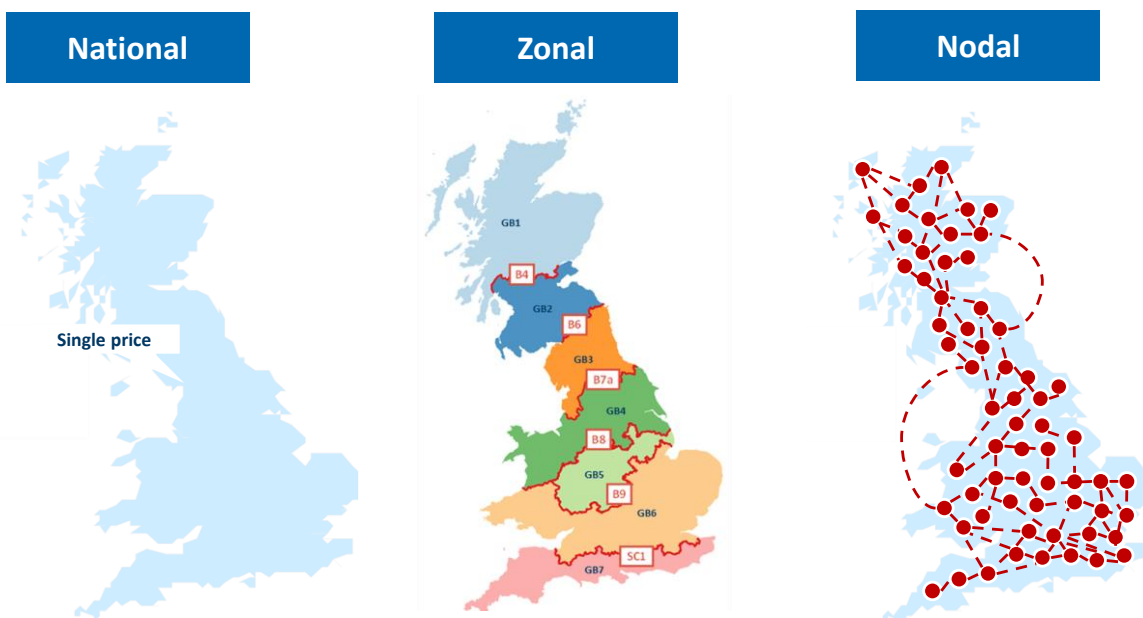 National
Zonal
Nodal
Single price
GB1
B4
GB2
B6
GB3
B7a
GB4
B8
GB5
B9
GB6
SC1
GB7